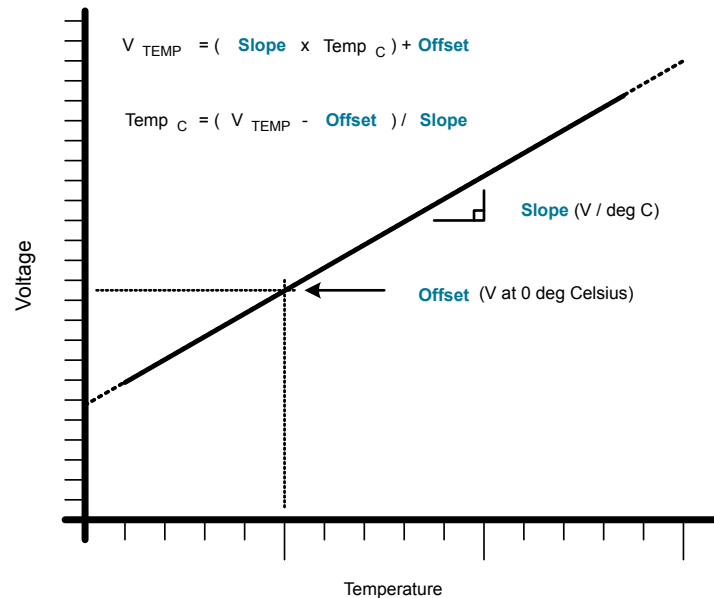 V TEMP = ( Slope x Temp C ) + Offset
Temp C = ( V TEMP - Offset ) / Slope
Slope (V / deg C)
Voltage
Offset (V at 0 deg Celsius)
Temperature